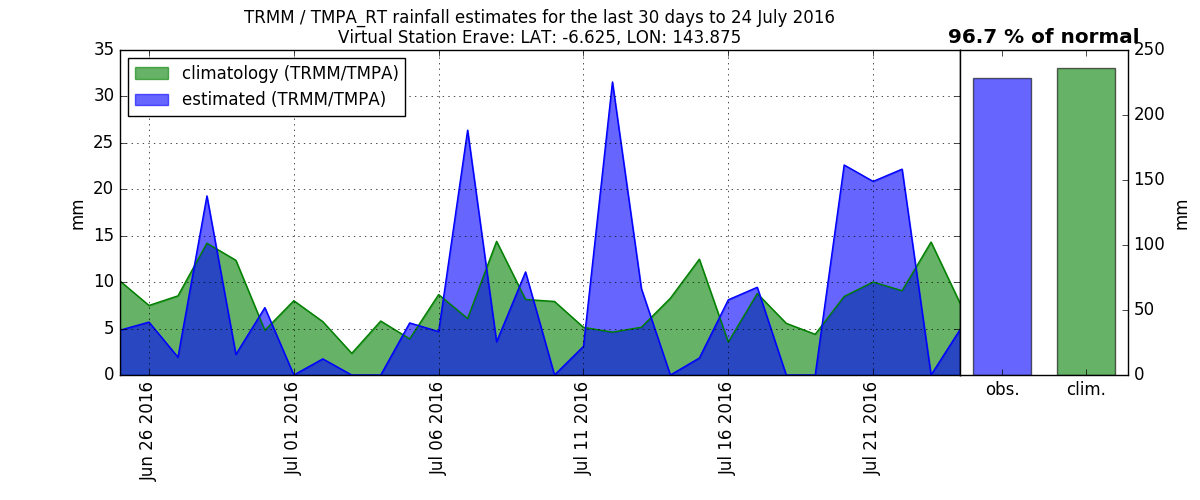 TRMM / TMPA_RT rainfall estimates for the last 30 days to 24 July 2016
Virtual Station Erave: LAT: -6.625, LON: 143.875
96.7 % of normal
climatology (TRMM/TMPA)
estimated (TRMM/TMPA)
35
30
25
20
15
10
5
0
mm
Jun 26 2016
Jul 01 2016
Jul 06 2016
Jul 11 2016
Jul 16 2016
Jul 21 2016
250
200
150
100
50
0
mm
obs.
clim.